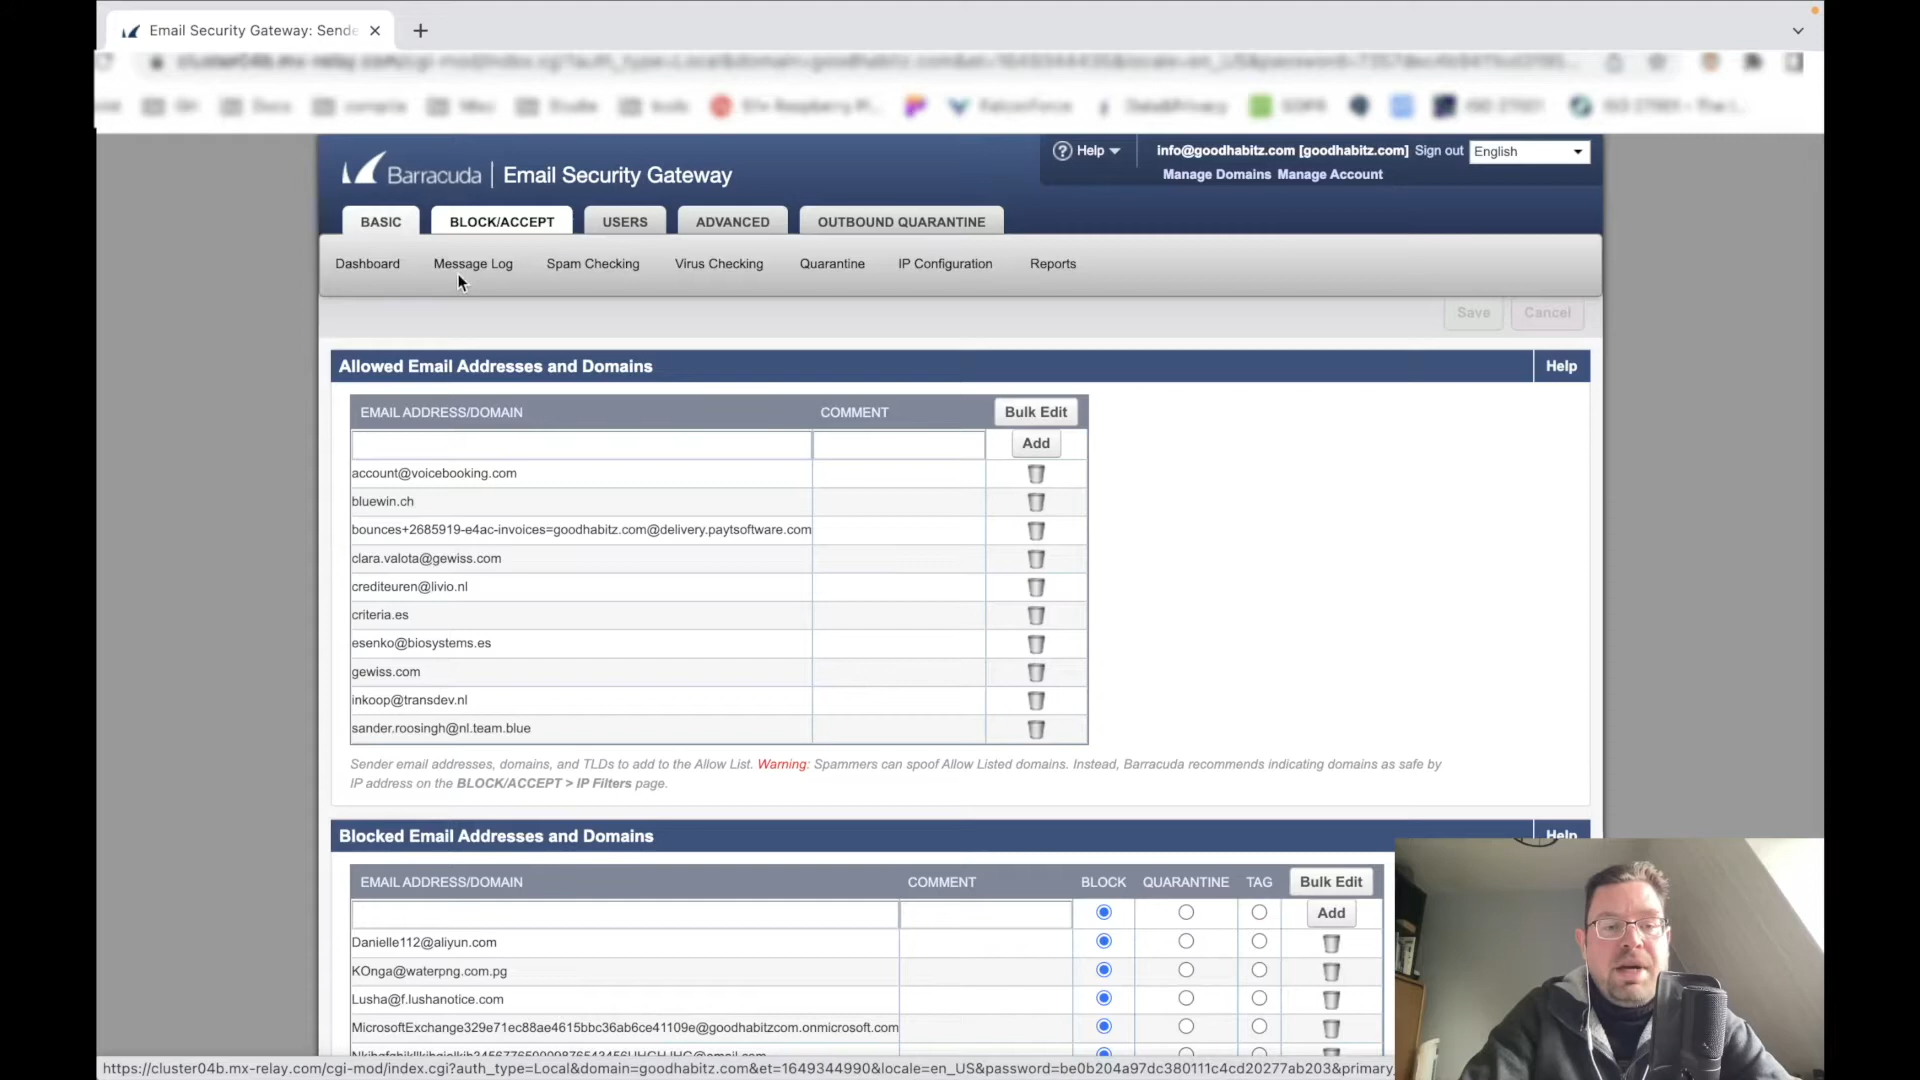 Email Security Gateway: Sende
Barracuda | Email Security Gateway
Help
info@goodhabitz.com [goodhabitz.com] Sign out English
Manage Domains Manage Account
BASIC BLOCK/ACCEPT USERS ADVANCED OUTBOUND QUARANTINE
Dashboard Message Log Spam Checking Virus Checking Quarantine IP Configuration Reports
Save Cancel
Allowed Email Addresses and Domains Help
EMAIL ADDRESS/DOMAIN COMMENT Bulk Edit
Add
account@voicebooking.com
bluewin.ch
bounces+2685919-e4ac-invoices=goodhabitz.com@delivery.paytsoftware.com
clara.valota@gewiss.com
crediteuren@livio.nl
criteria.es
esenko@biosystems.es
gewiss.com
inkoop@transdev.nl
sander.roosingh@nl.team.blue
Sender email addresses, domains, and TLDs to add to the Allow List. Warning: Spammers can spoof Allow Listed domains. Instead, Barracuda recommends indicating domains as safe by
IP address on the BLOCK/ACCEPT > IP Filters page.
Blocked Email Addresses and Domains Help
EMAIL ADDRESS/DOMAIN COMMENT BLOCK QUARANTINE TAG Bulk Edit
Add
Danielle112@aliyun.com
KOnga@waterpng.com.pg
Lusha@f.lushanotice.com
MicrosoftExchange329e71ec88ae4615bbc36ab6ce41109e@goodhabitzcom.onmicrosoft.com
https://cluster04b.mx-relay.com/cgi-mod/index.cgi?auth_type=Local&domain=goodhabitz.com&et=1649344990&locale=en_US&password=be0b204a97dc380111c4cd20277ab203&primary_